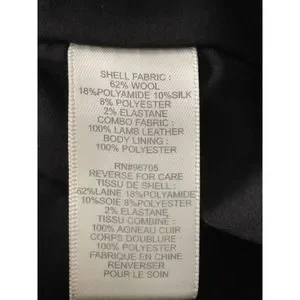 SHELL FABRIC :
62% WOOL
18%POLYAMIDE 10%SILK
8% POLYESTER
2% ELASTANE
COMBO FABRIC :
100% LAMB LEATHER
BODY LINING :
100% POLYESTER
RN#98705
REVERSE FOR CARE
TISSU DE SHELL :
62%LAINE 18%POLYAMIDE
10%SOIE 8%POLYESTER
2% ELASTANE
TISSU COMBINE :
100% AGNEAU CUIR
CORPS DOUBLURE :
100% POLYESTER
FABRIQUE EN CHINE
RENVERSER
POUR LE SOIN